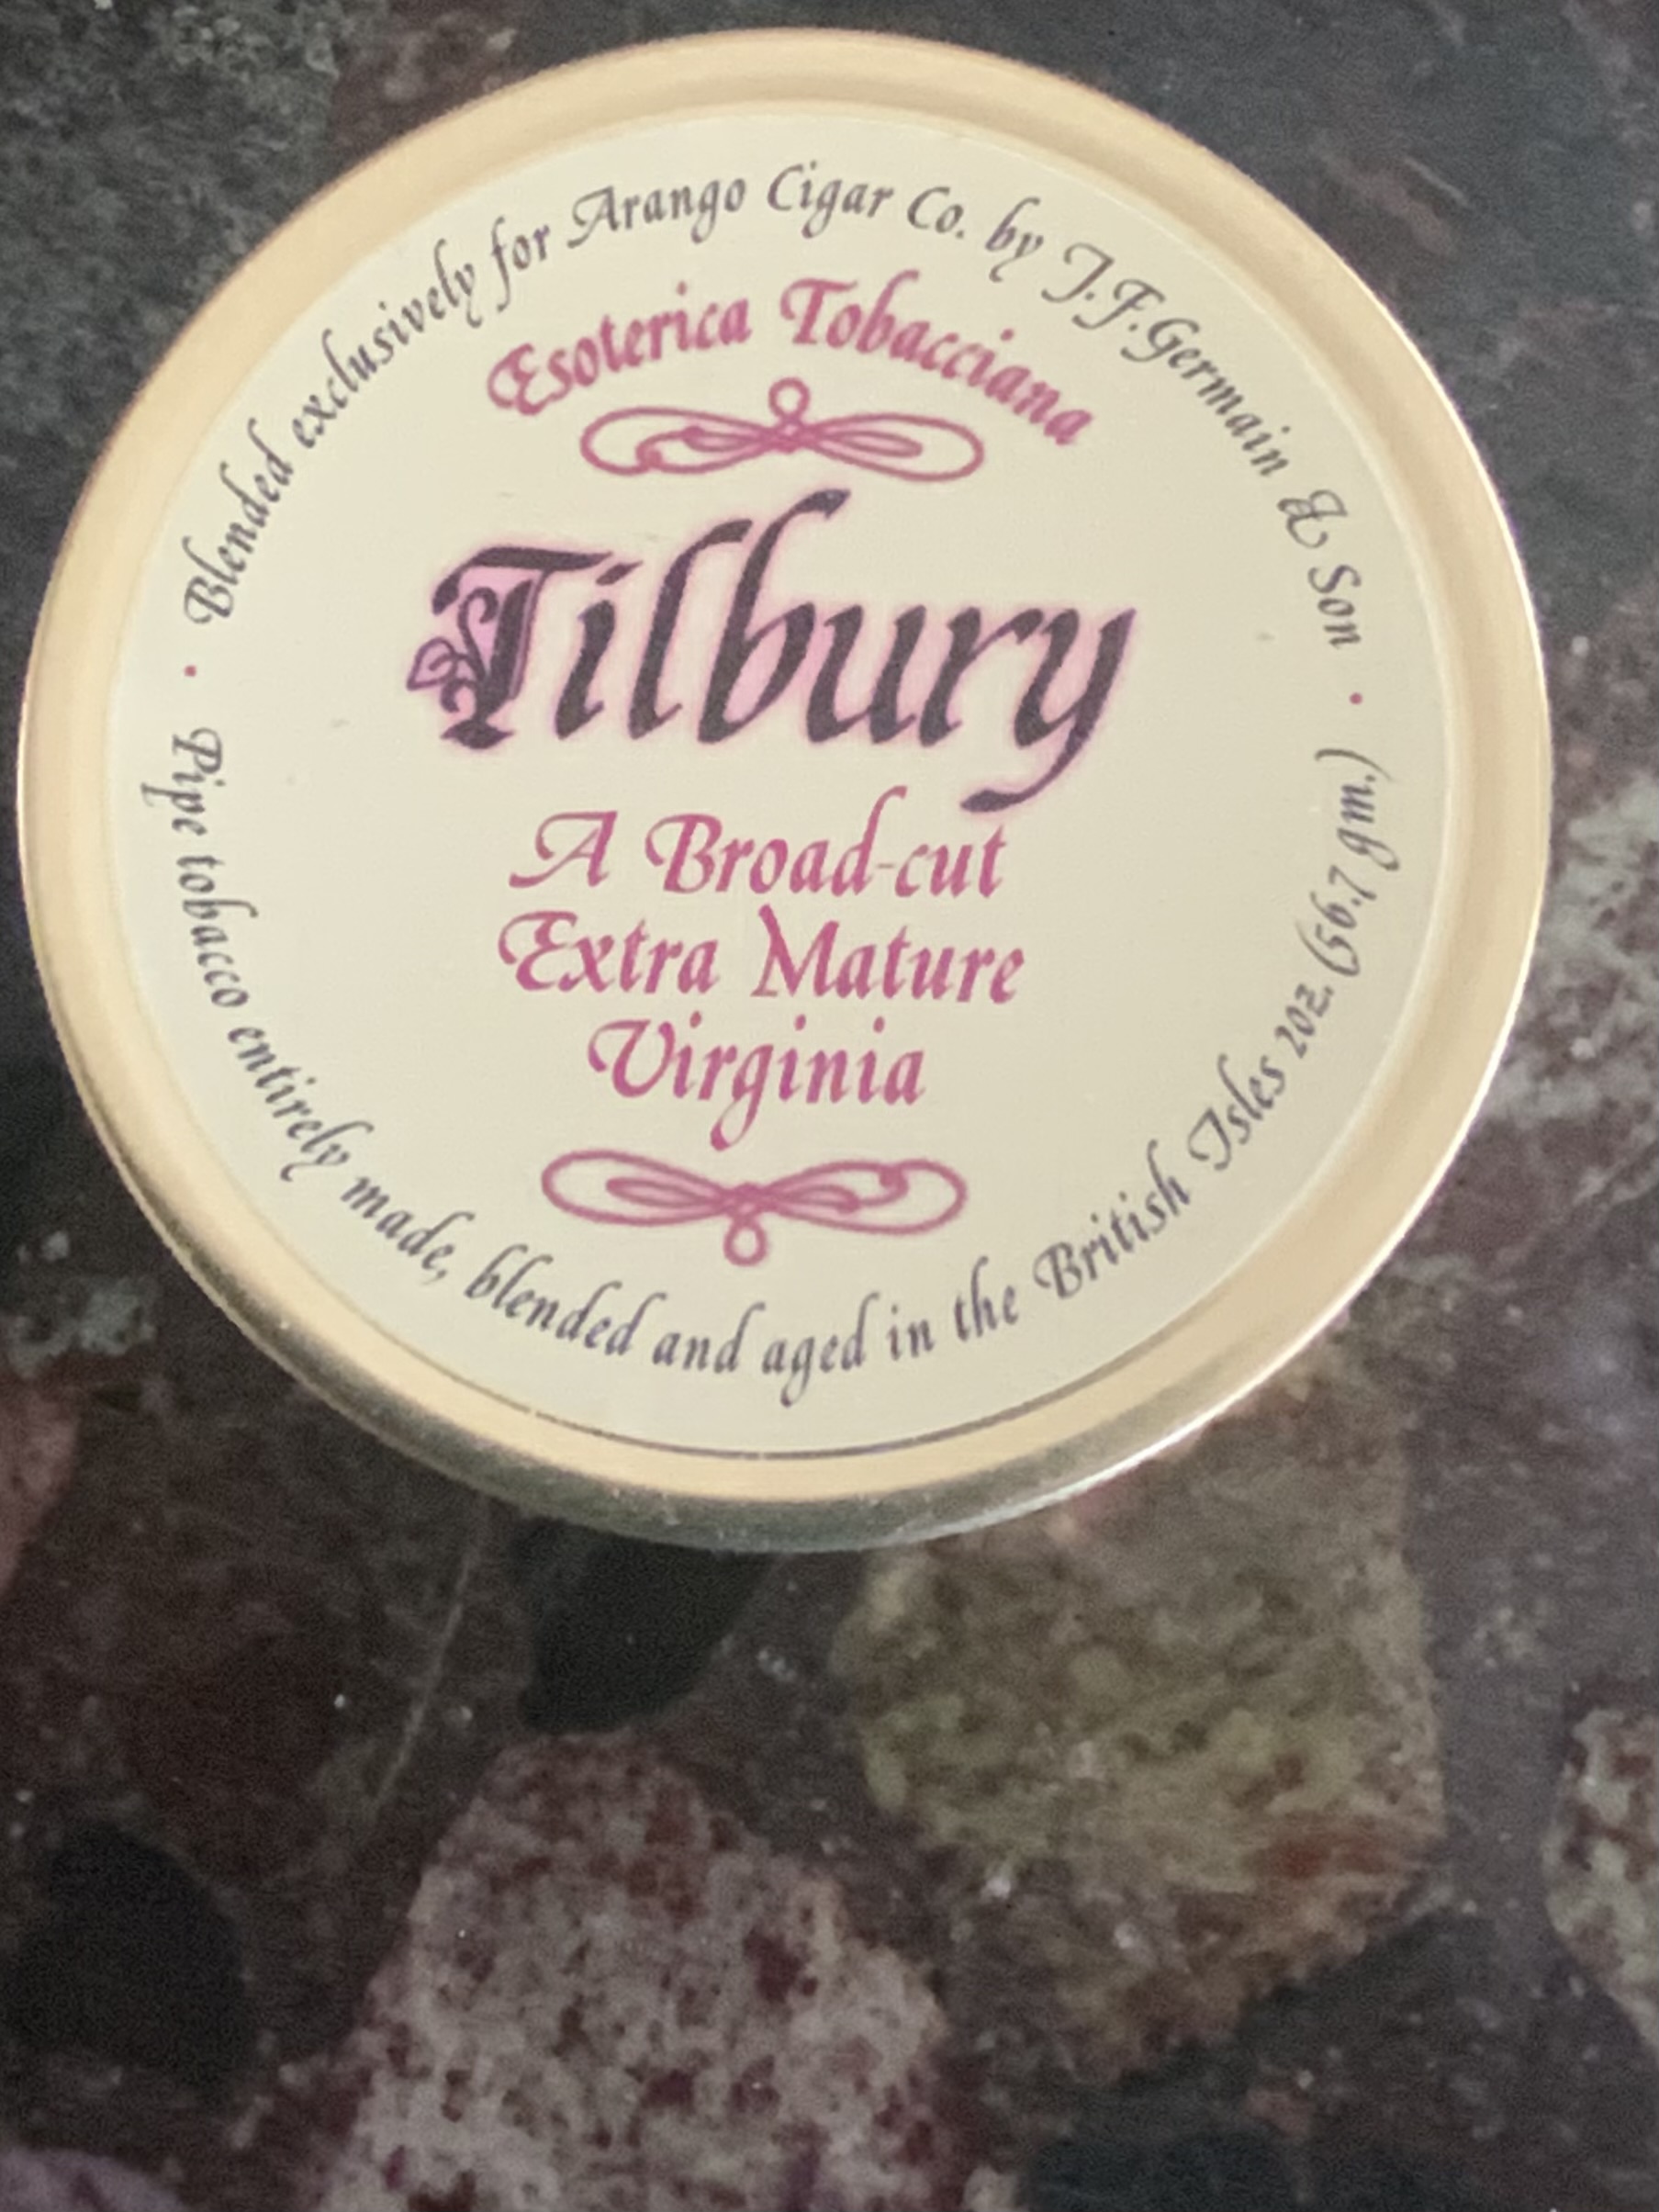 Blended exclusively for Arango Cigar Co. by J.F. Germain & Son
Esoterica Tobacciana
Tilbury
A Broad-cut
Extra Mature
Virginia
Pipe tobacco entirely made, blended and aged in the British Isles 2oz. (56.7 gm.)